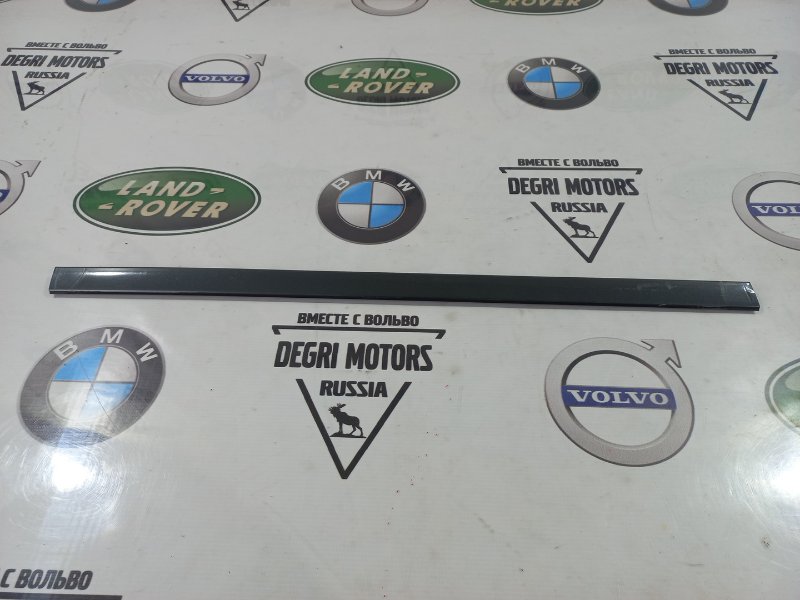 ВМЕСТЕ С ВОЛЬВО
DEGRI MOTORS
RUSSIA
VOLVO
LAND-
-ROVER
BMW
ВМЕСТЕ С ВОЛЬВО
DEGRI MOTORS
RUSSIA
LAND-
-ROVER
BMW
ВМЕСТЕ С ВОЛЬВО
DEGRI MOTORS
RUSSIA
VOLVO
BMW
ВМЕСТЕ С ВОЛЬВО
DEGRI MOTORS
RUSSIA
VOLVO
С ВОЛЬВО